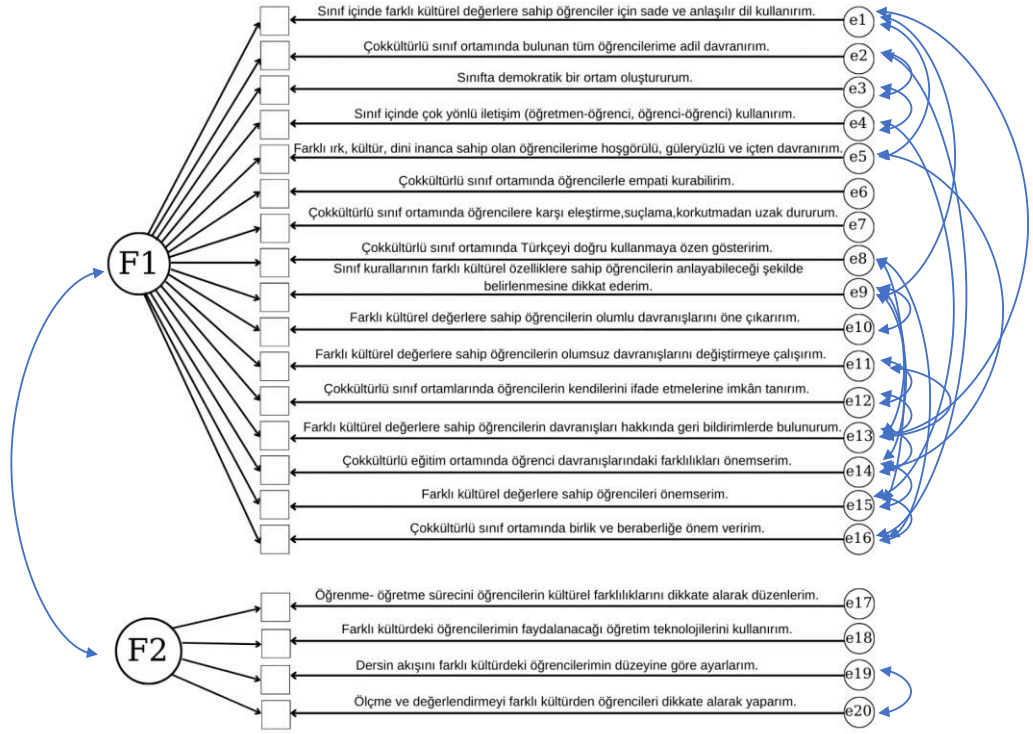 Sınıf içinde farklı kültürel değerlere sahip öğrenciler için sade ve anlaşılır dil kullanırım.
e1
Çokkültürlü sınıf ortamında bulunan tüm öğrencilerime adil davranırım.
e2
Sınıfta demokratik bir ortam oluştururum.
e3
Sınıf içinde çok yönlü iletişim (öğretmen-öğrenci, öğrenci-öğrenci) kullanırım.
e4
Farklı ırk, kültür, dini inanca sahip olan öğrencilerime hoşgörülü, güleryüzlü ve içten davranırım.
e5
Çokkültürlü sınıf ortamında öğrencilerle empati kurabilirim.
e6
Çokkültürlü sınıf ortamında öğrencilere karşı eleştirme,suçlama,korkutmadan uzak dururum.
e7
F1
Çokkültürlü sınıf ortamında Türkçeyi doğru kullanmaya özen gösteririm.
e8
Sınıf kurallarının farklı kültürel özelliklere sahip öğrencilerin anlayabileceği şekilde
belirlenmesine dikkat ederim.
e9
Farklı kültürel değerlere sahip öğrencilerin olumlu davranışlarını öne çıkarırım.
e10
Farklı kültürel değerlere sahip öğrencilerin olumsuz davranışlarını değiştirmeye çalışırım.
e11
Çokkültürlü sınıf ortamlarında öğrencilerin kendilerini ifade etmelerine imkân tanırım.
e12
Farklı kültürel değerlere sahip öğrencilerin davranışları hakkında geri bildirimlerde bulunurum.
e13
Çokkültürlü eğitim ortamında öğrenci davranışlarındaki farklılıkları önemserim.
e14
Farklı kültürel değerlere sahip öğrencileri önemserim.
e15
Çokkültürlü sınıf ortamında birlik ve beraberliğe önem veririm.
e16
Öğrenme- öğretme sürecini öğrencilerin kültürel farklılıklarını dikkate alarak düzenlerim.
e17
Farklı kültürdeki öğrencilerimin faydalanacağı öğretim teknolojilerini kullanırım.
e18
F2
Dersin akışını farklı kültürdeki öğrencilerimin düzeyine göre ayarlarım.
e19
Ölçme ve değerlendirmeyi farklı kültürden öğrencileri dikkate alarak yaparım.
e20